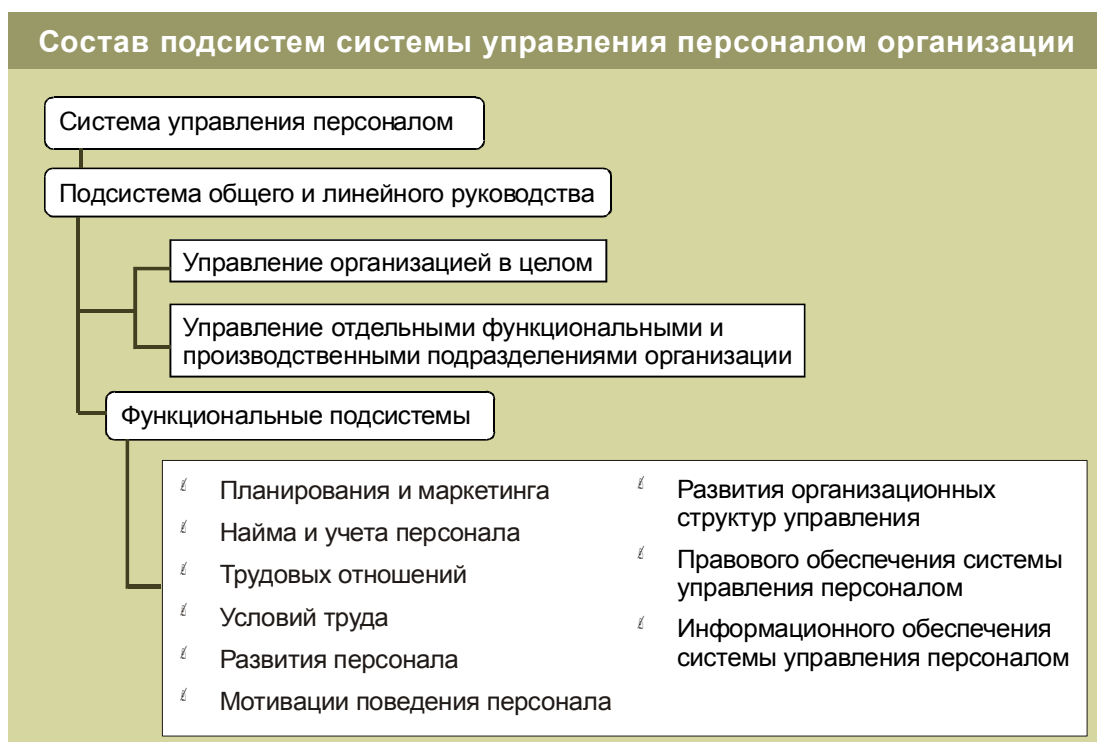 Состав подсистем системы управления персоналом организации
Система управления персоналом
Подсистема общего и линейного руководства
Управление организацией в целом
Управление отдельными функциональными и
производственными подразделениями организации
Функциональные подсистемы
Планирования и маркетинга
Найма и учета персонала
Трудовых отношений
Условий труда
Развития персонала
Мотивации поведения персонала
Развития организационных
структур управления
Правового обеспечения системы
управления персоналом
Информационного обеспечения
системы управления персоналом